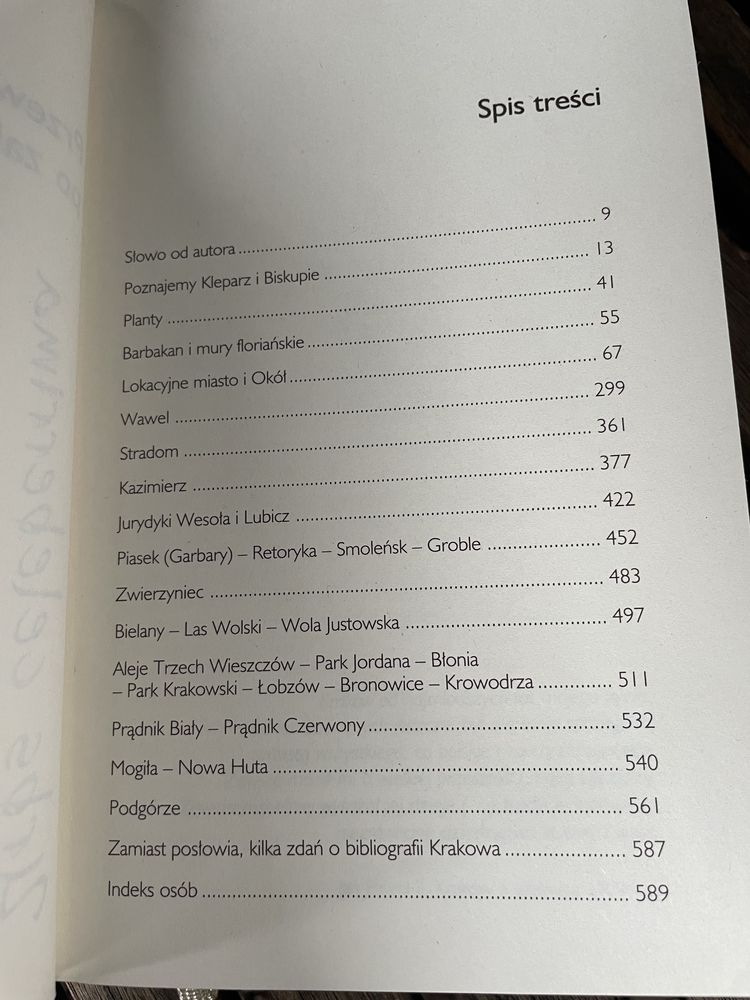 Spis treści
Słowo od autora ........ 9
Poznajemy Kleparz i Biskupie ........ 13
Planty ........ 41
Barbakan i mury floriańskie ........ 55
Lokacyjne miasto i Okół ........ 67
Wawel ........ 299
Stradom ........ 361
Kazimierz ........ 377
Jurydyki Wesoła i Lubicz ........ 422
Piasek (Garbary) – Retoryka – Smoleńsk – Groble ........ 452
Zwierzyniec ........ 483
Bielany – Las Wolski – Wola Justowska ........ 497
Aleje Trzech Wieszczów – Park Jordana – Błonia
– Park Krakowski – Łobzów – Bronowice – Krowodrza ........ 511
Prądnik Biały – Prądnik Czerwony ........ 532
Mogiła – Nowa Huta ........ 540
Podgórze ........ 561
Zamiast posłowia, kilka zdań o bibliografii Krakowa ........ 587
Indeks osób ........ 589